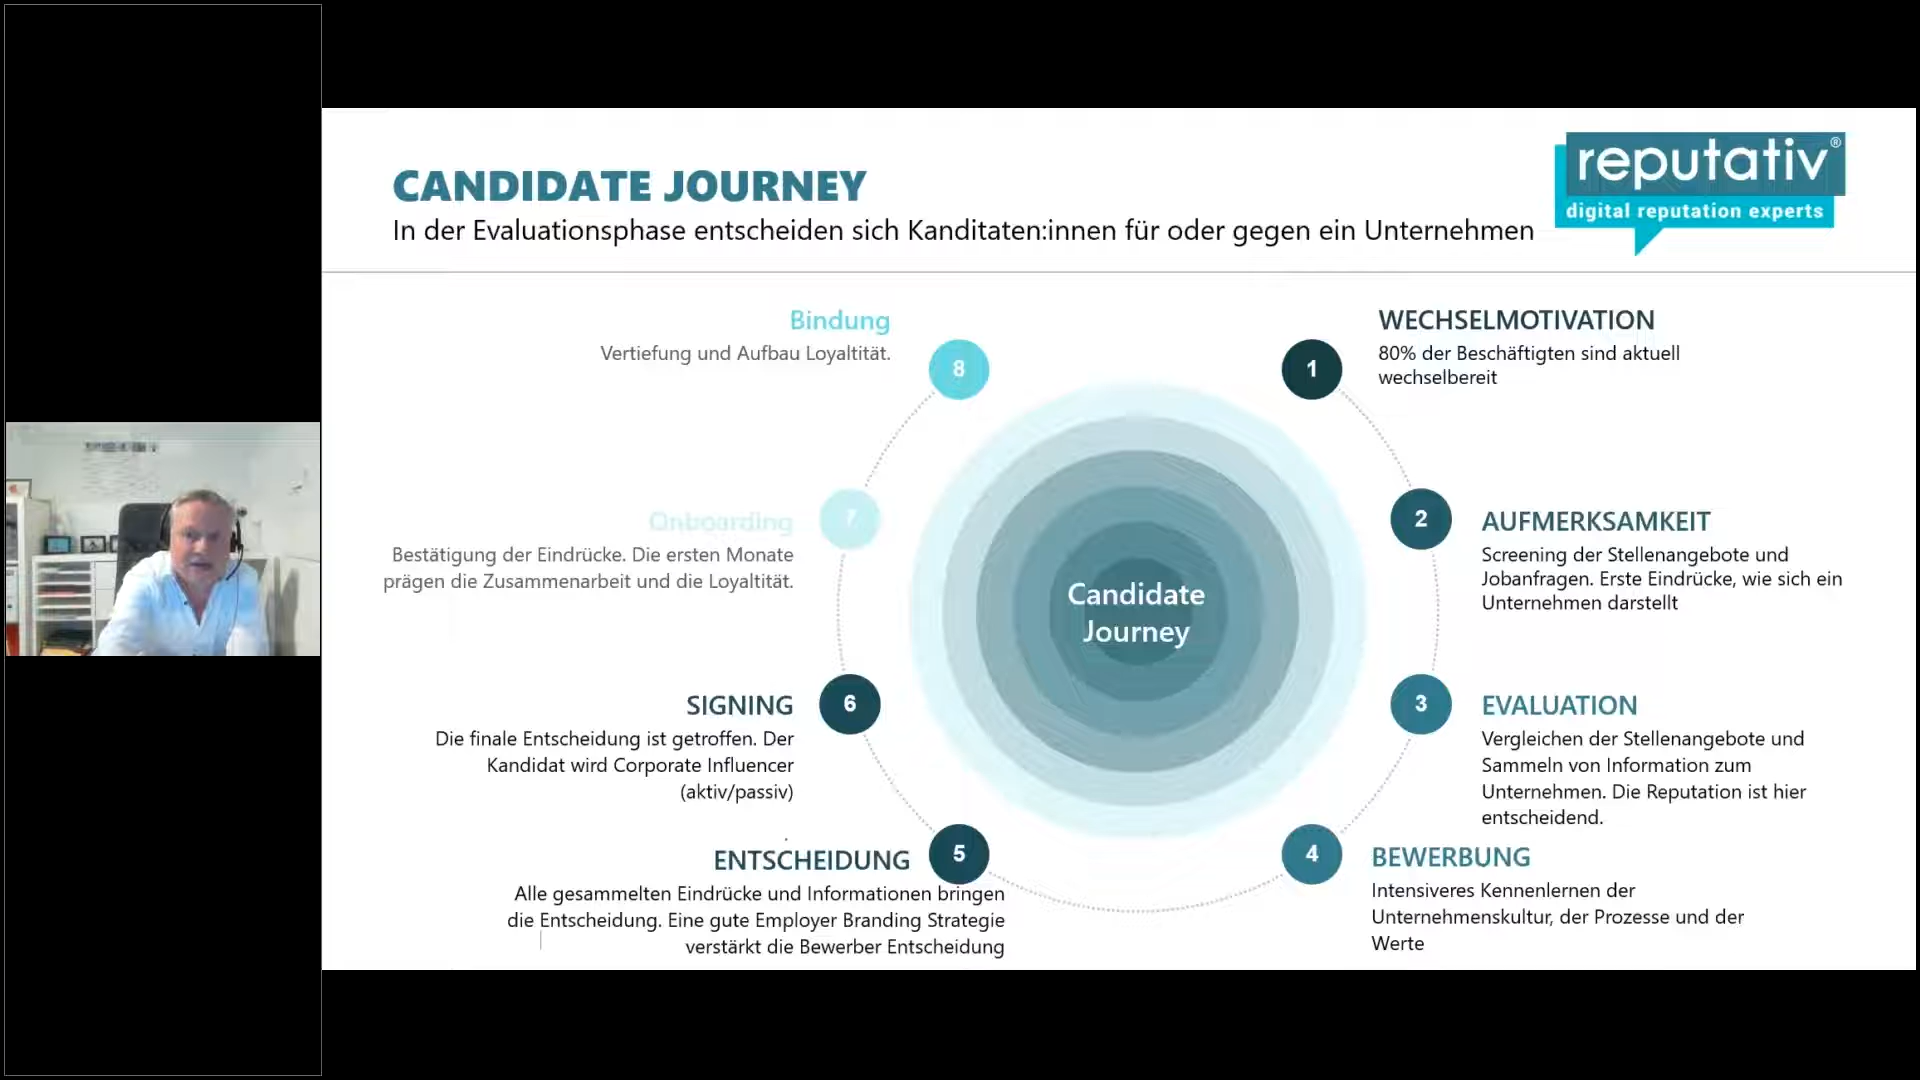 reputativ®
digital reputation experts
CANDIDATE JOURNEY
In der Evaluationsphase entscheiden sich Kanditaten:innen für oder gegen ein Unternehmen
1
WECHSELMOTIVATION
80% der Beschäftigten sind aktuell
wechselbereit
2
AUFMERKSAMKEIT
Screening der Stellenangebote und
Jobanfragen. Erste Eindrücke, wie sich ein
Unternehmen darstellt
3
EVALUATION
Vergleichen der Stellenangebote und
Sammeln von Information zum
Unternehmen. Die Reputation ist hier
entscheidend.
4
BEWERBUNG
Intensiveres Kennenlernen der
Unternehmenskultur, der Prozesse und der
Werte
5
ENTSCHEIDUNG
Alle gesammelten Eindrücke und Informationen bringen
die Entscheidung. Eine gute Employer Branding Strategie
verstärkt die Bewerber Entscheidung
6
SIGNING
Die finale Entscheidung ist getroffen. Der
Kandidat wird Corporate Influencer
(aktiv/passiv)
7
Onboarding
Bestätigung der Eindrücke. Die ersten Monate
prägen die Zusammenarbeit und die Loyaltität.
8
Bindung
Vertiefung und Aufbau Loyaltität.
Candidate
Journey